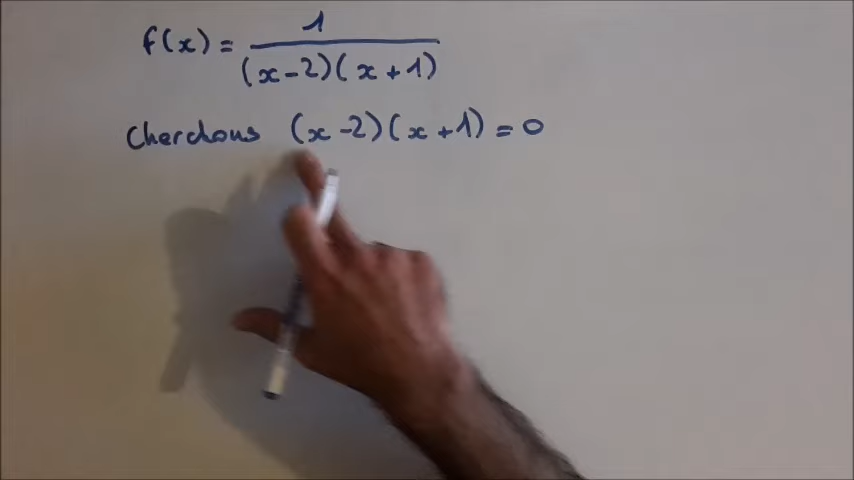 f(x) = 1/((x-2)(x+1))
Cherchons (x-2)(x+1) = 0